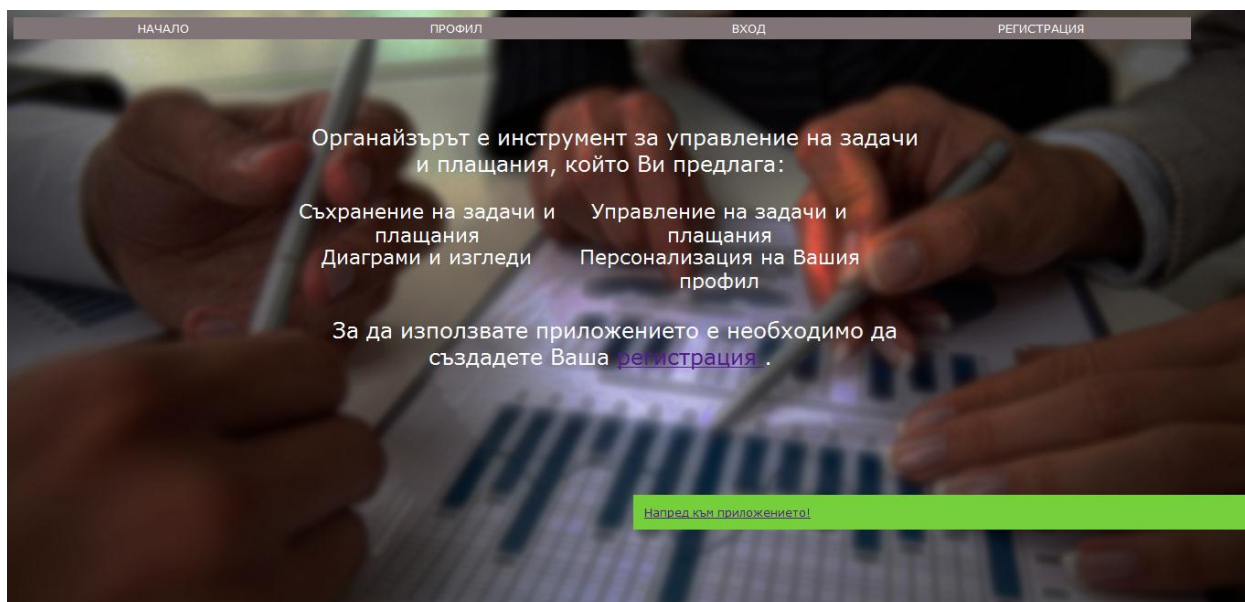 НАЧАЛО ПРОФИЛ ВХОД РЕГИСТРАЦИЯ
Органайзърът е инструмент за управление на задачи
и плащания, който Ви предлага:
Съхранение на задачи и
плащания
Управление на задачи и
плащания
Диаграми и изгледи
Персонализация на Вашия
профил
За да използвате приложението е необходимо да
създадете Ваша регистрация .
Напред към приложението!